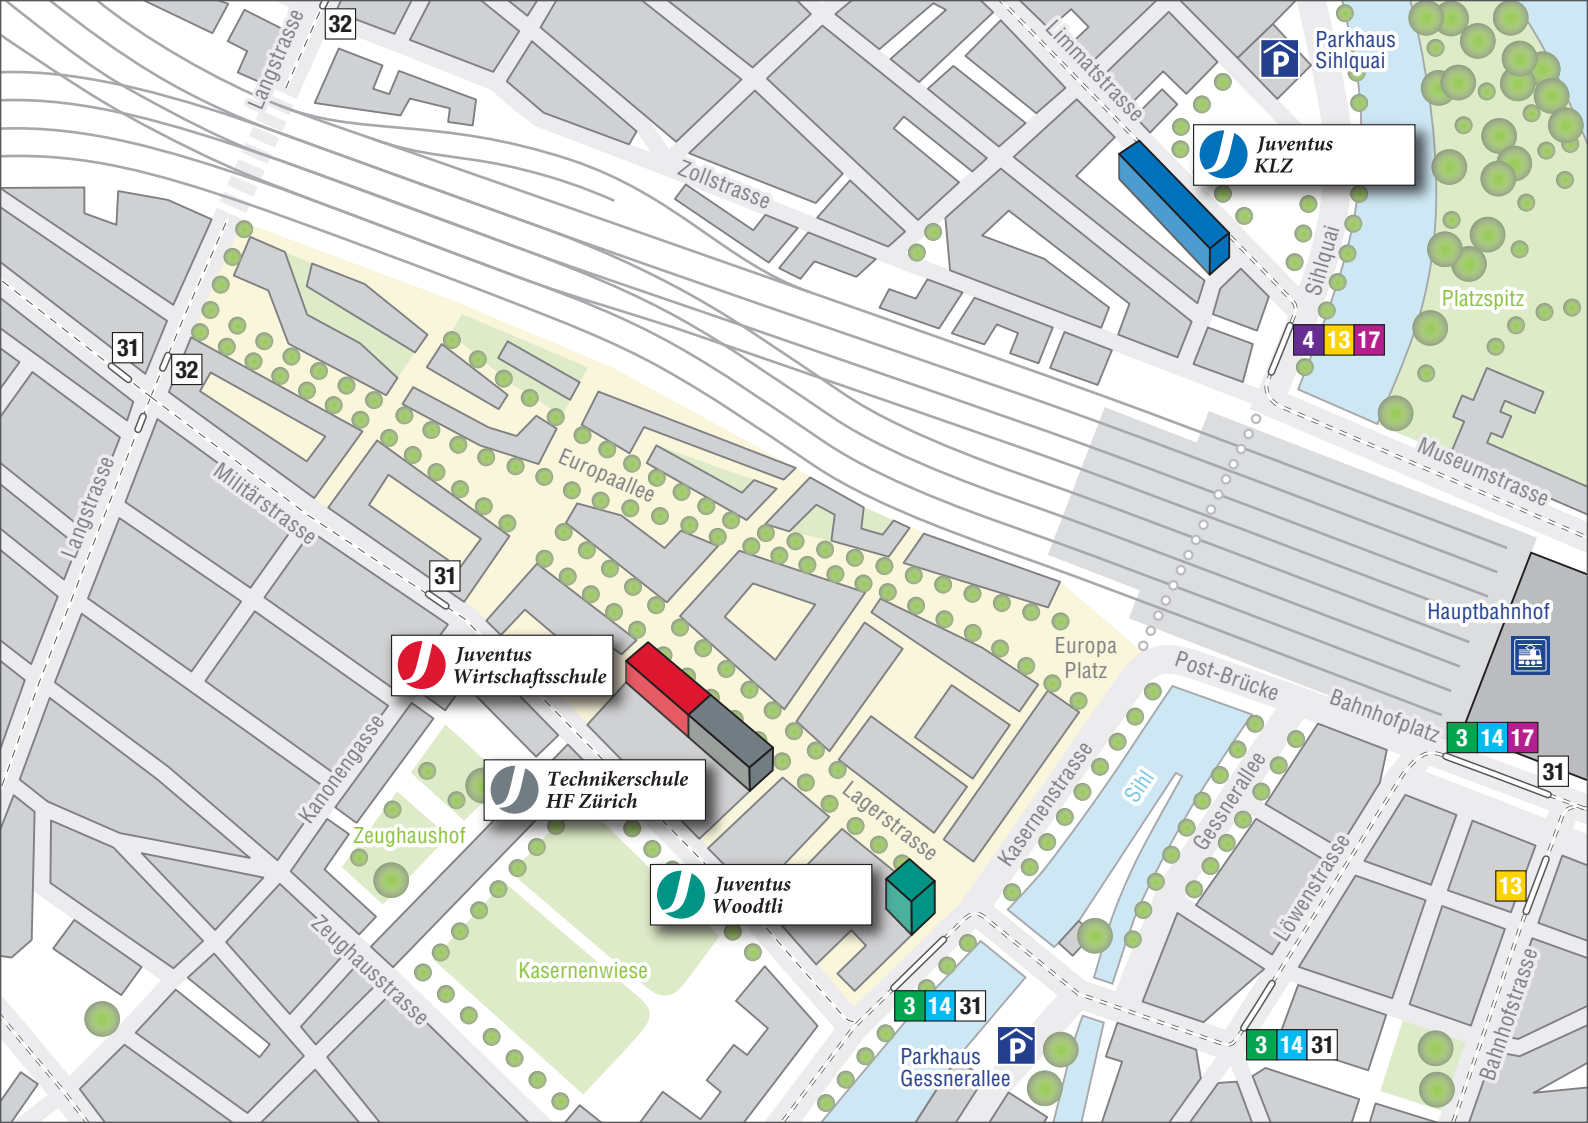 32
Langstrasse
Limmatstrasse
Parkhaus
Sihlquai
Juventus
KLZ
Zollstrasse
Sihlquai
Platzspitz
4 13 17
31
32
Museumstrasse
Europaallee
Langstrasse
Militärstrasse
31
Hauptbahnhof
Europa
Platz
Post-Brücke
Bahnhofplatz
3 14 17
31
Juventus
Wirtschaftsschule
Technikerschule
HF Zürich
Kanonengasse
Zeughaushof
Lagerstrasse
Kasernenstrasse
Sihl
Gessnerallee
Löwenstrasse
13
Juventus
Woodtli
Zeughausstrasse
Kasernenwiese
3 14 31
Parkhaus
Gessnerallee
3 14 31
Bahnhofstrasse